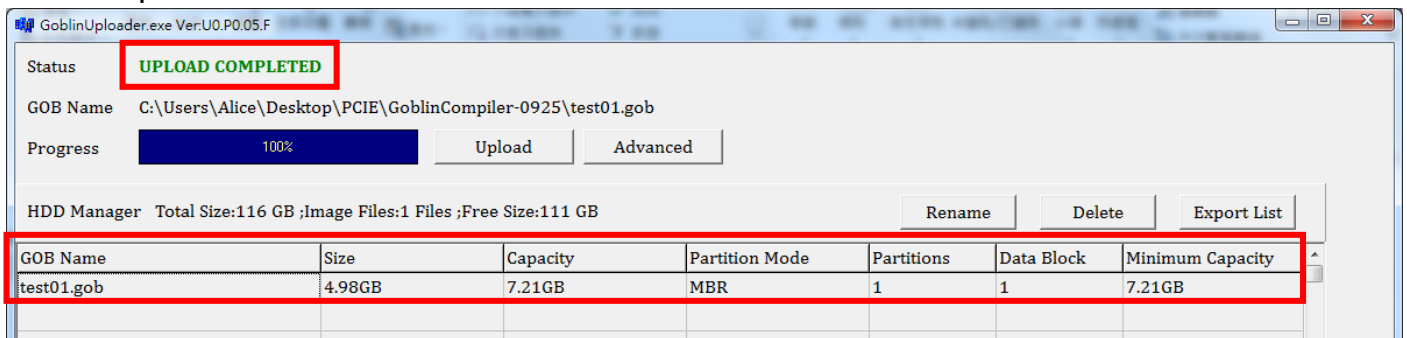 GoblinUploader.exe Ver:U0.P0.05.F
Status UPLOAD COMPLETED
GOB Name C:\Users\Alice\Desktop\PCIE\GoblinCompiler-0925\test01.gob
Progress 100% Upload Advanced
HDD Manager Total Size:116 GB ;Image Files:1 Files ;Free Size:111 GB Rename Delete Export List
GOB Name Size Capacity Partition Mode Partitions Data Block Minimum Capacity
test01.gob 4.98GB 7.21GB MBR 1 1 7.21GB